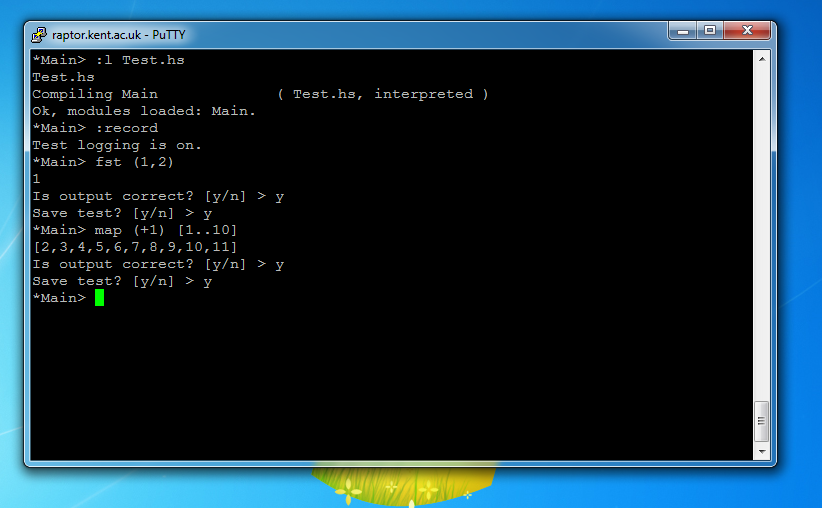 raptor.kent.ac.uk - PuTTY
*Main> :l Test.hs
Test.hs
Compiling Main             ( Test.hs, interpreted )
Ok, modules loaded: Main.
*Main> :record
Test logging is on.
*Main> fst (1,2)
1
Is output correct? [y/n] > y
Save test? [y/n] > y
*Main> map (+1) [1..10]
[2,3,4,5,6,7,8,9,10,11]
Is output correct? [y/n] > y
Save test? [y/n] > y
*Main>